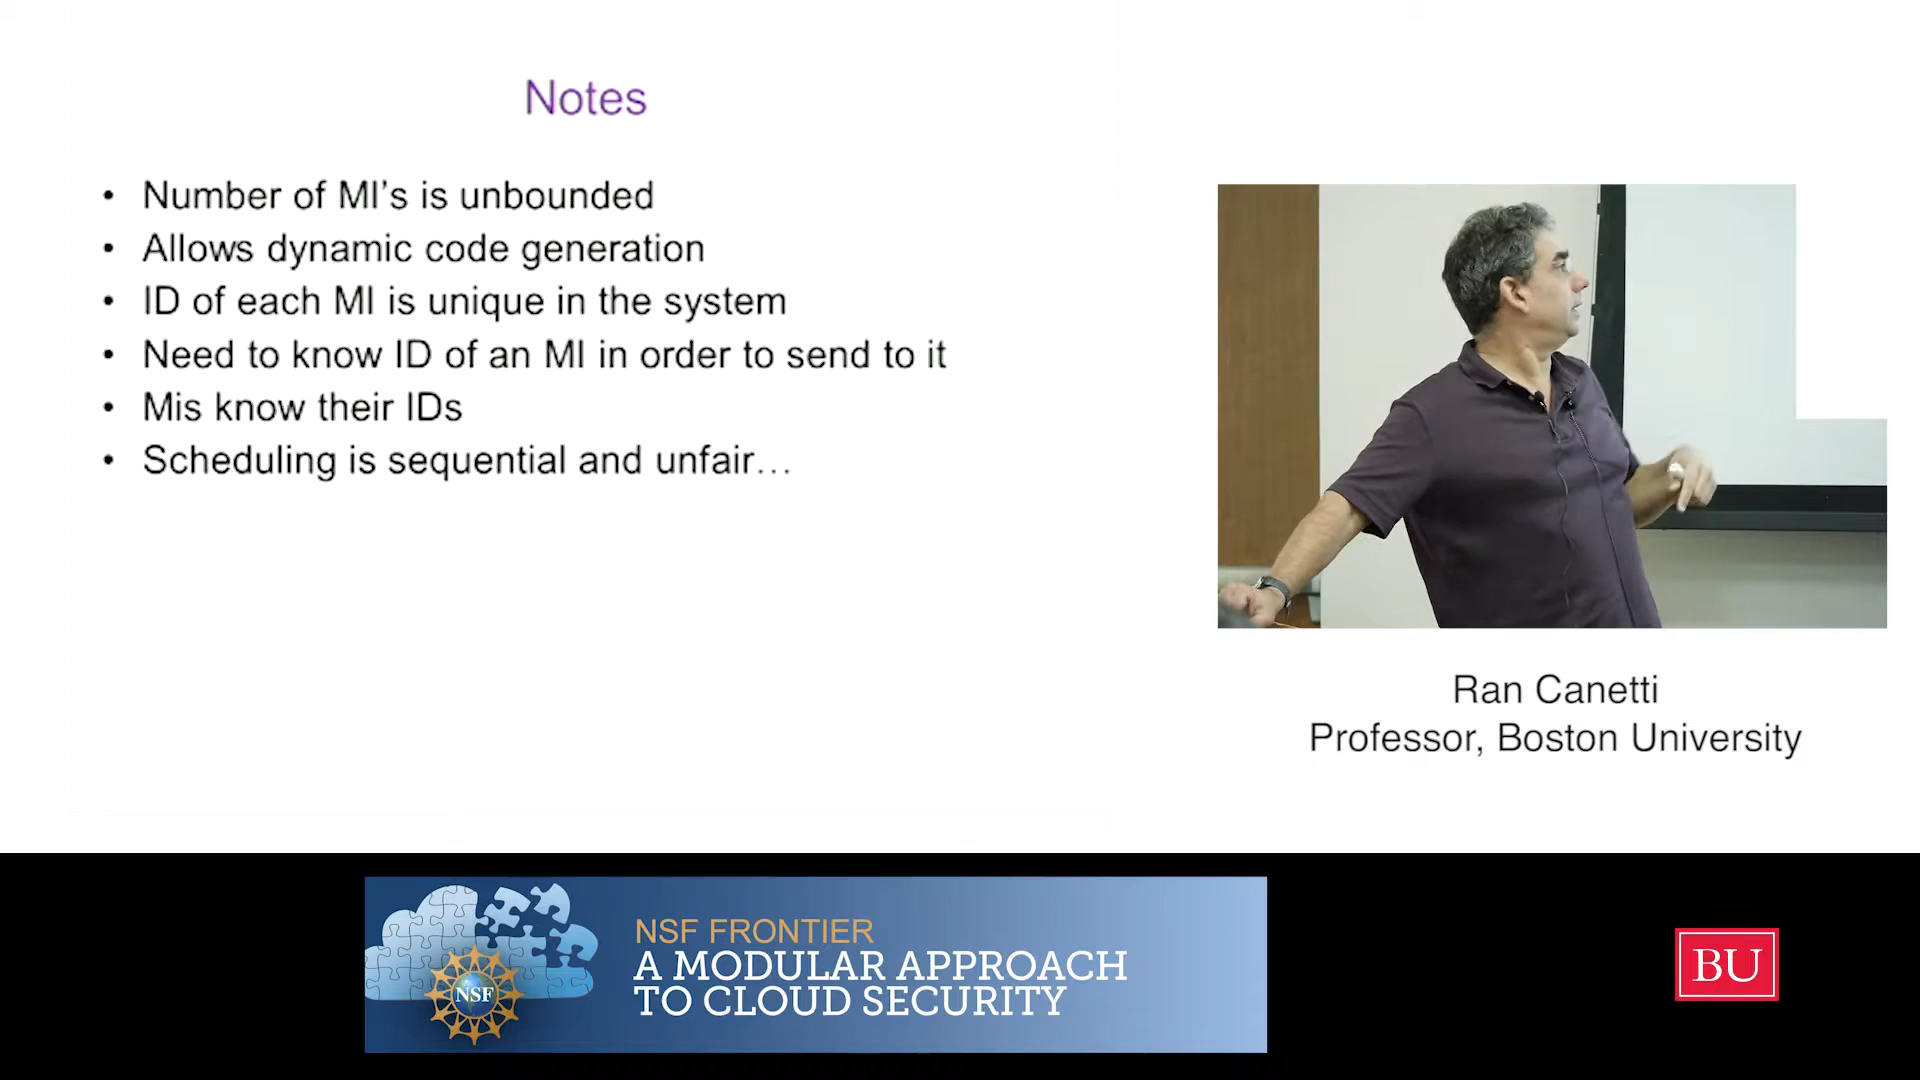 Notes
• Number of MI's is unbounded
• Allows dynamic code generation
• ID of each MI is unique in the system
• Need to know ID of an MI in order to send to it
• Mis know their IDs
• Scheduling is sequential and unfair…
Ran Canetti
Professor, Boston University
NSF
NSF FRONTIER
A MODULAR APPROACH
TO CLOUD SECURITY
BU